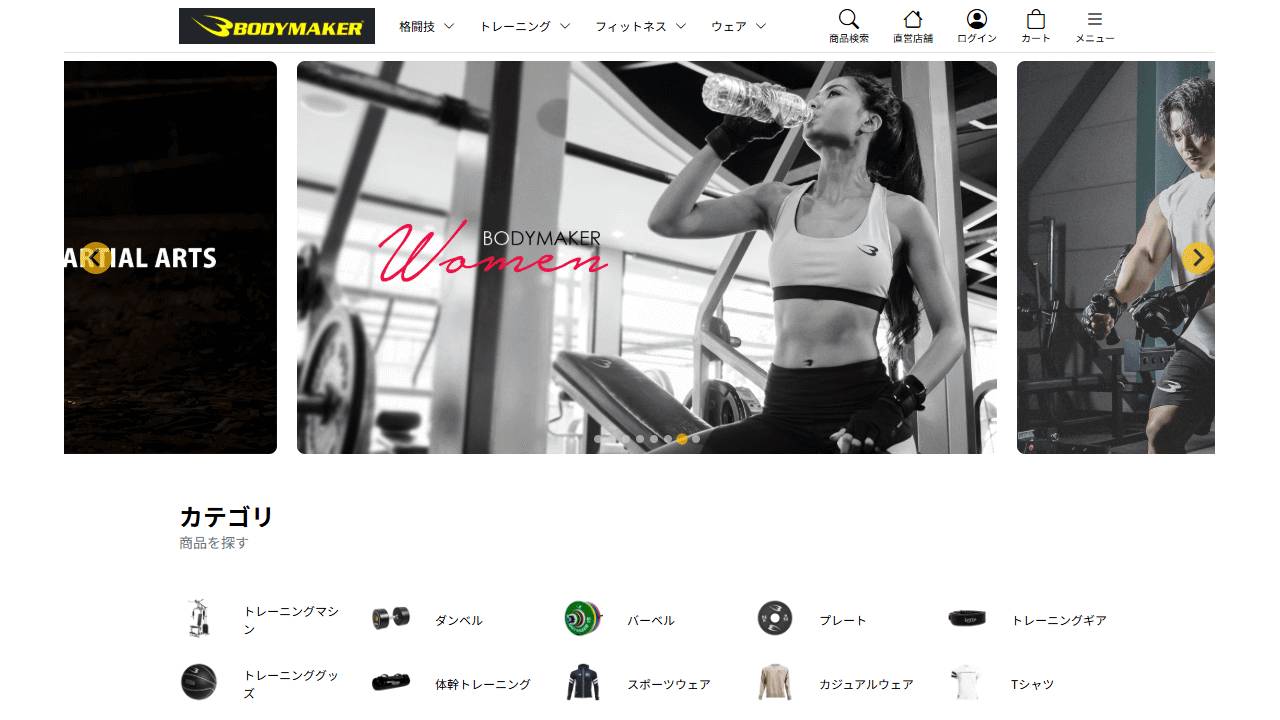 BODYMAKER
格闘技
トレーニング
フィットネス
ウェア
商品検索
直営店舗
ログイン
カート
メニュー
ARTIAL ARTS
BODYMAKER
Women
カテゴリ
商品を探す
トレーニングマシ
ン
ダンベル
バーベル
プレート
トレーニングギア
トレーニンググッ
ズ
体幹トレーニング
スポーツウェア
カジュアルウェア
Tシャツ